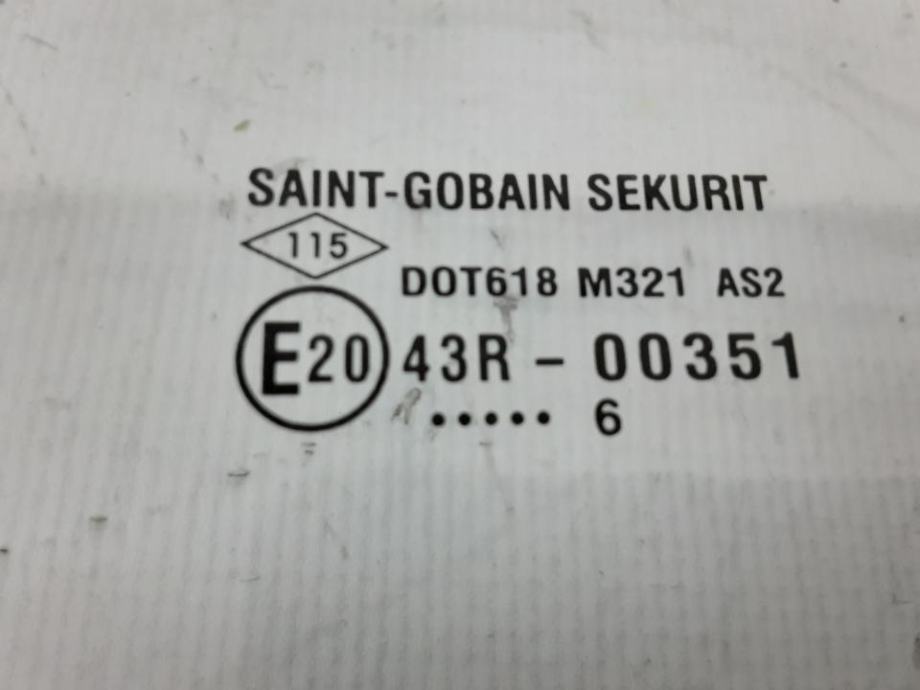 SAINT-GOBAIN SEKURIT
115
DOT618 M321 AS2
E20 43R - 00351
..... 6